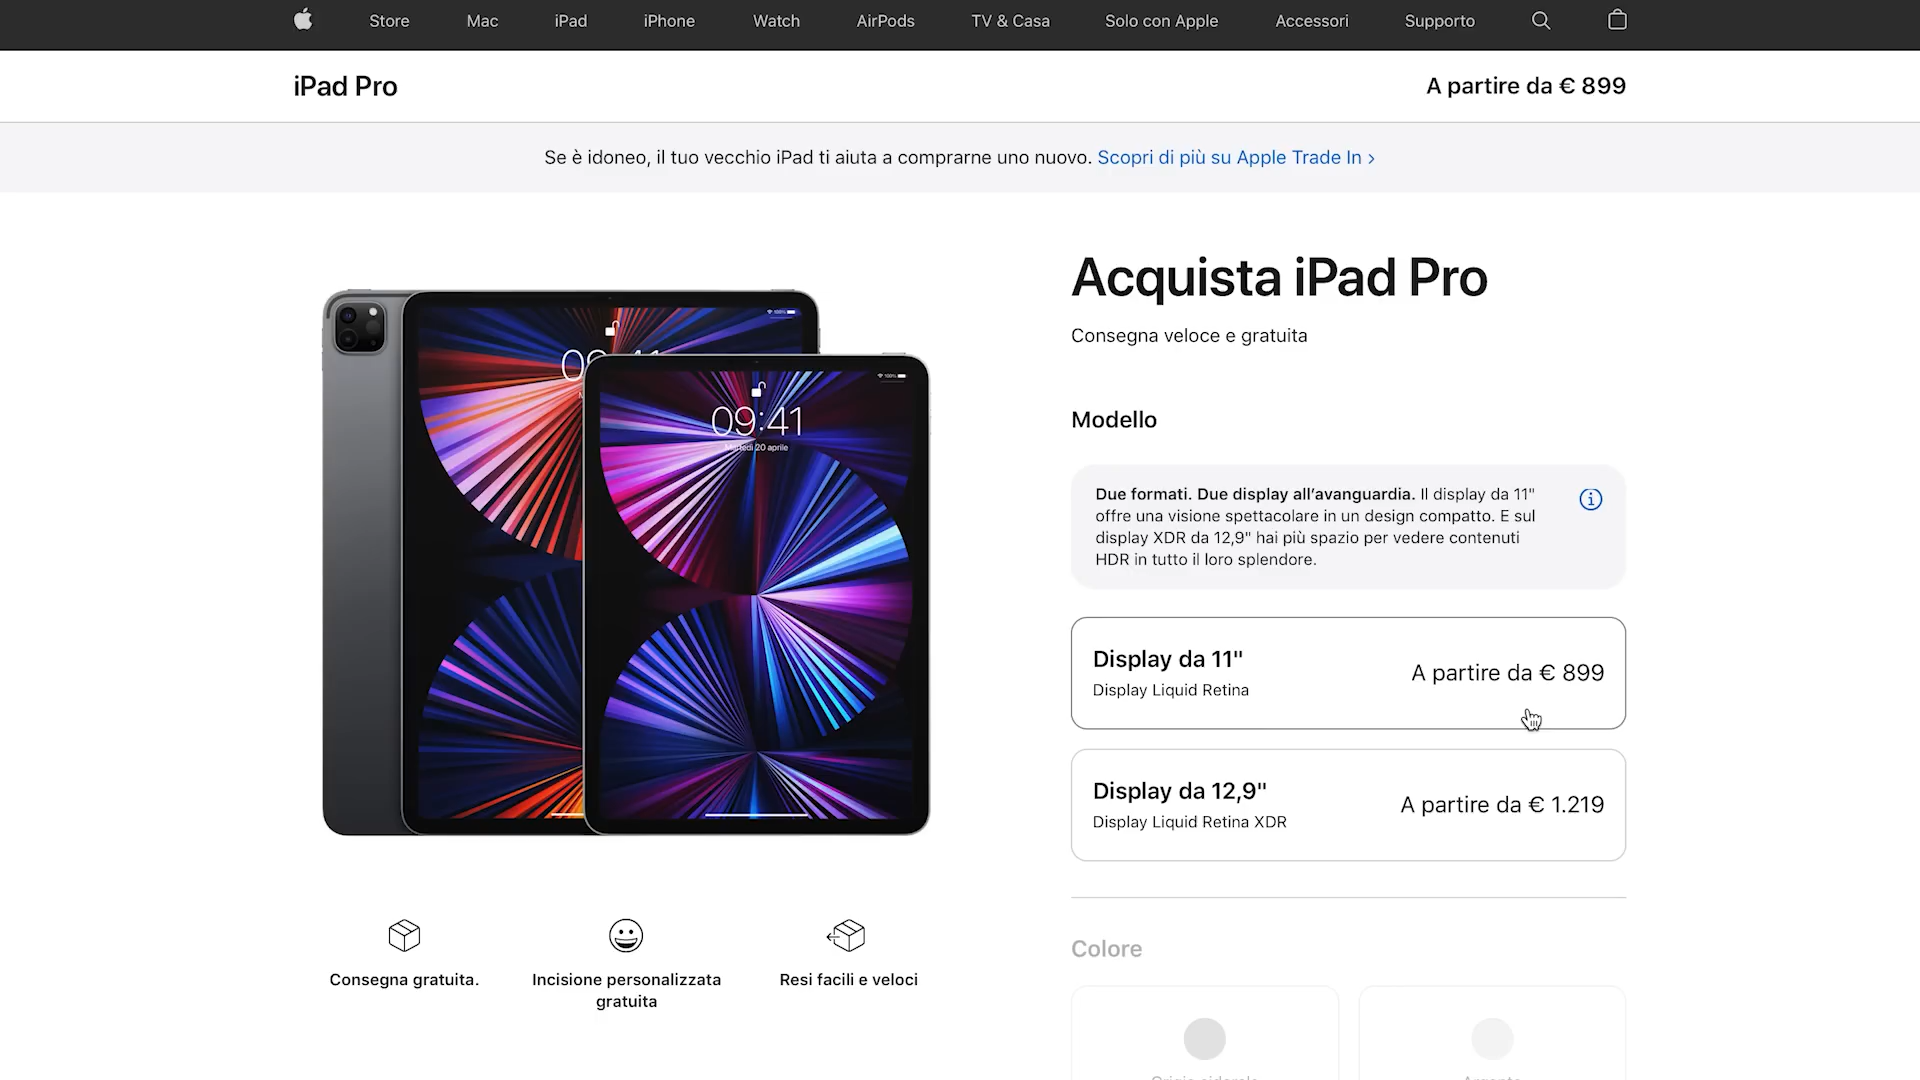 Store Mac iPad iPhone Watch AirPods TV & Casa Solo con Apple Accessori Supporto
iPad Pro
A partire da € 899
Se è idoneo, il tuo vecchio iPad ti aiuta a comprarne uno nuovo. Scopri di più su Apple Trade In >
09:41
Martedì 20 aprile
100%
Consegna gratuita.
Incisione personalizzata
gratuita
Resi facili e veloci
Acquista iPad Pro
Consegna veloce e gratuita
Modello
Due formati. Due display all’avanguardia. Il display da 11"
offre una visione spettacolare in un design compatto. E sul
display XDR da 12,9" hai più spazio per vedere contenuti
HDR in tutto il loro splendore.
Display da 11"
Display Liquid Retina
A partire da € 899
Display da 12,9"
Display Liquid Retina XDR
A partire da € 1.219
Colore